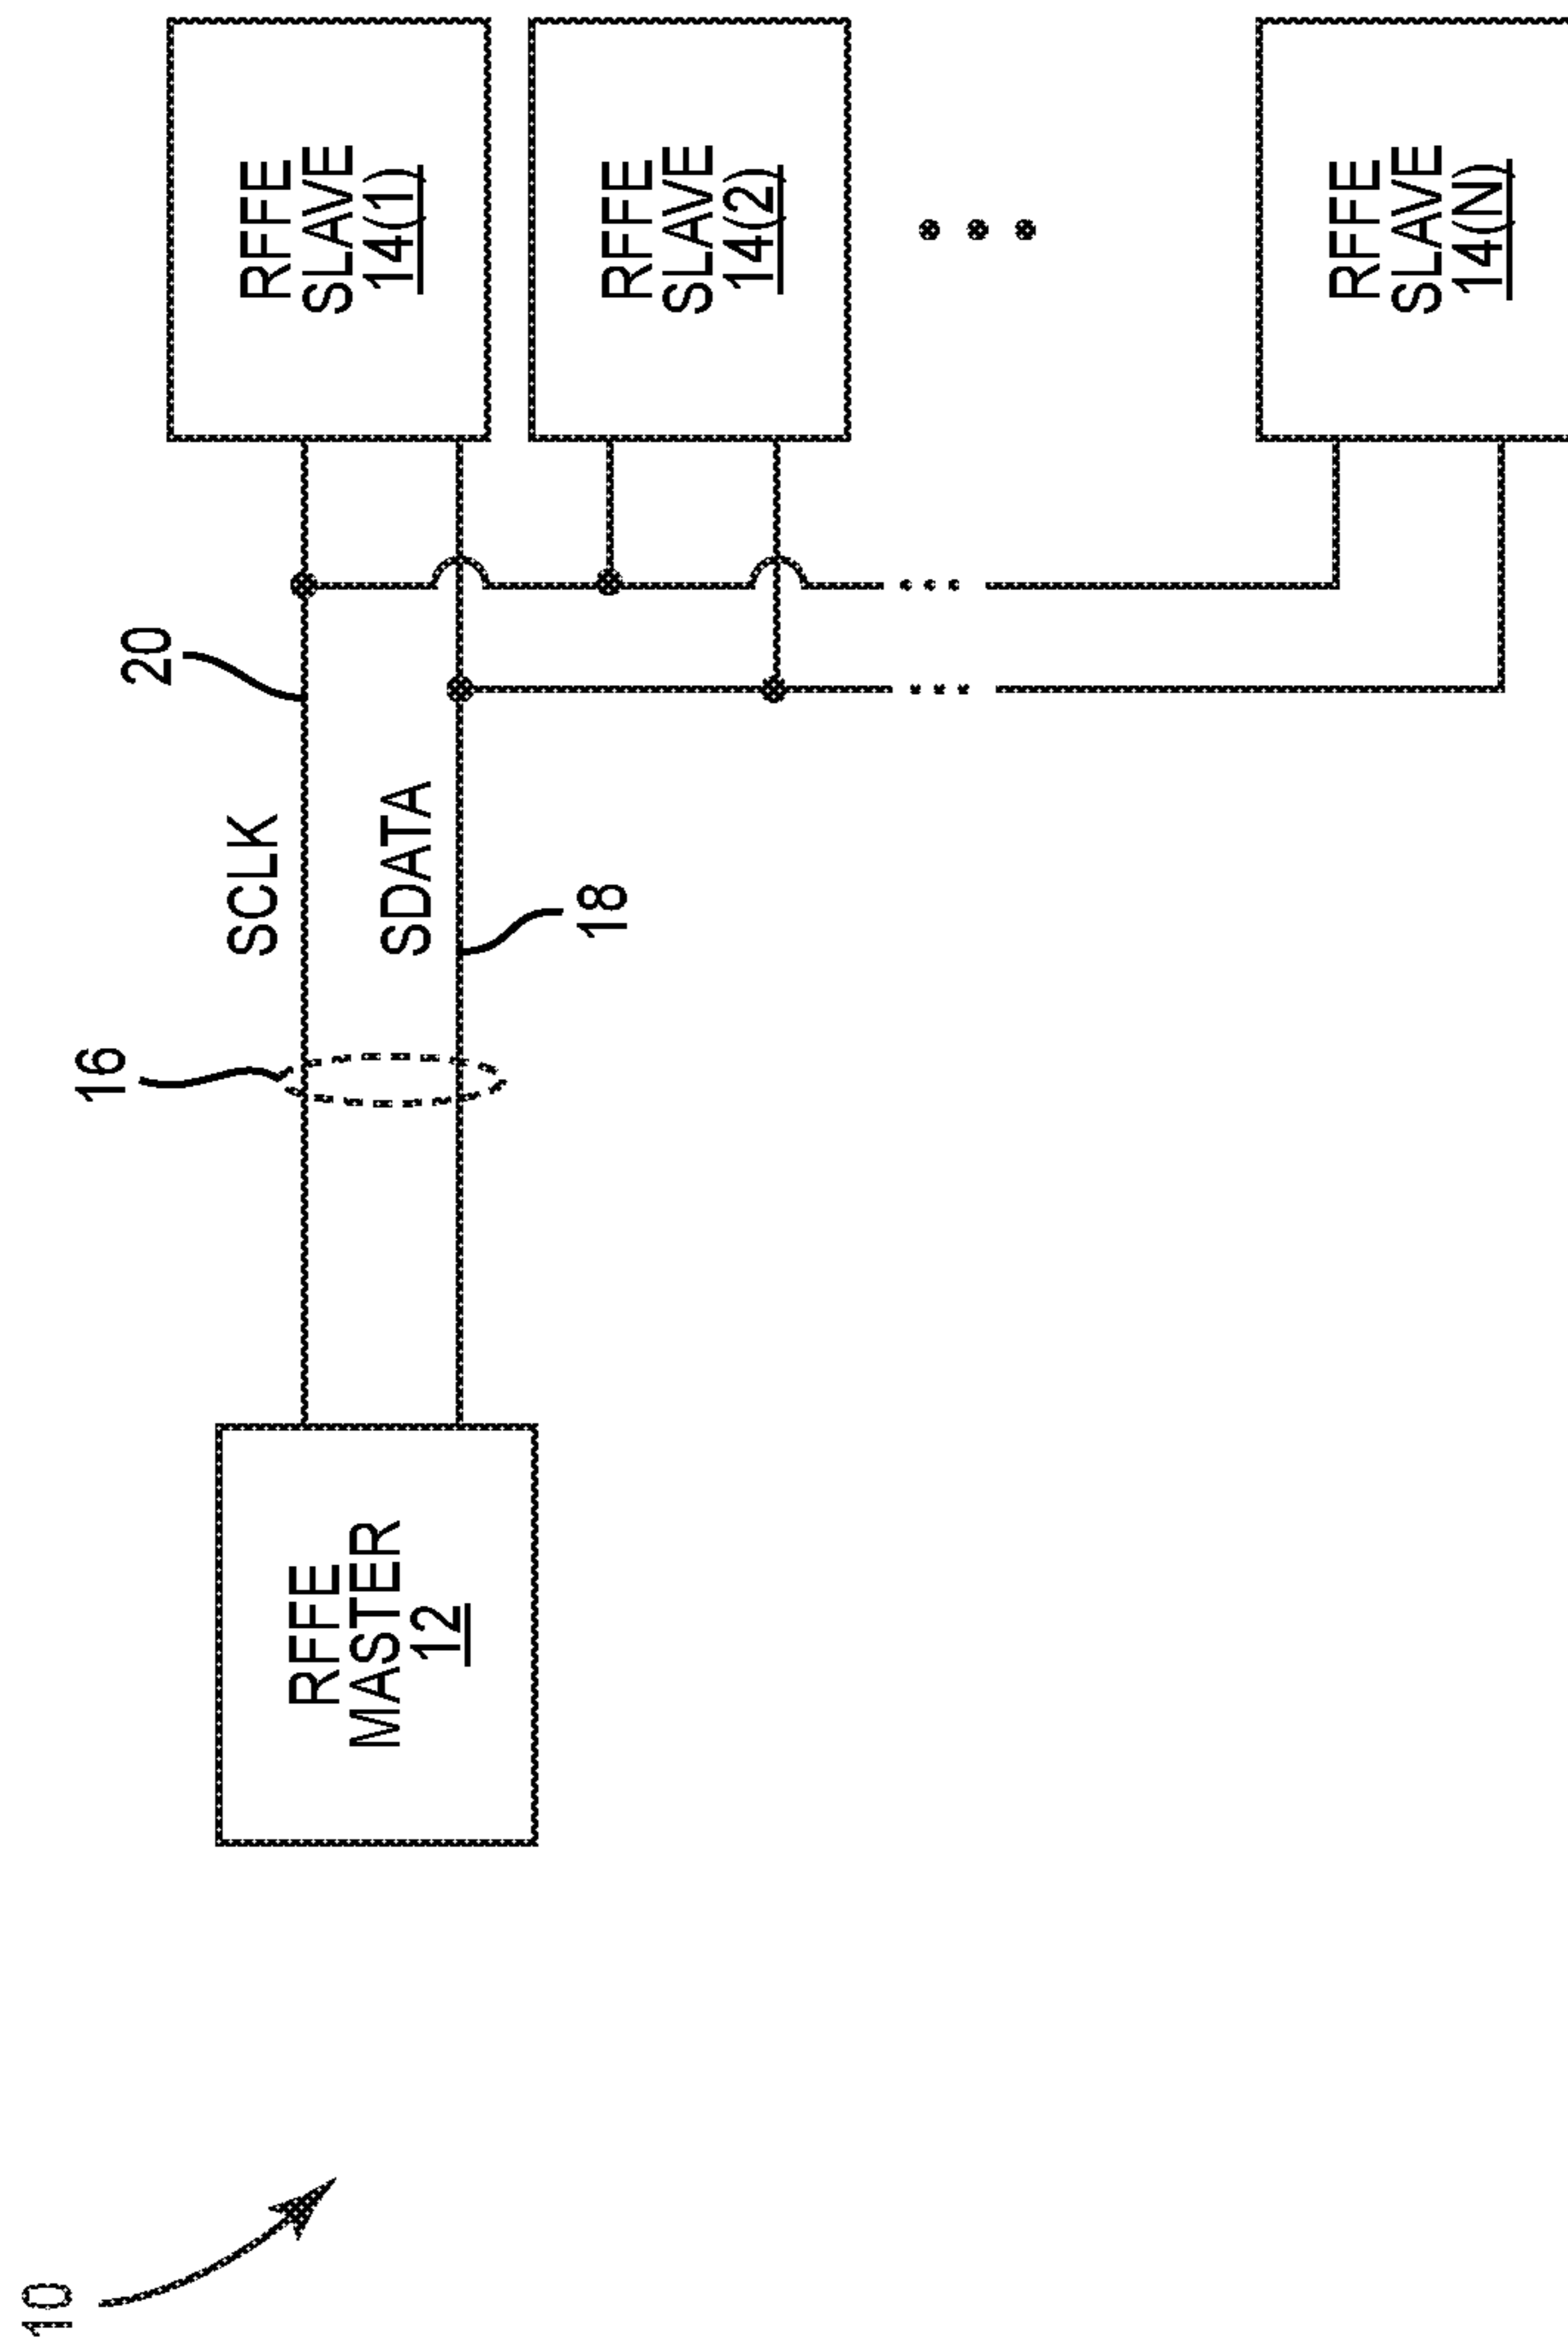 10
RFFE
MASTER
12
16
SCLK
SDATA
18
20
RFFE
SLAVE
14(1)
RFFE
SLAVE
14(2)
RFFE
SLAVE
14(N)